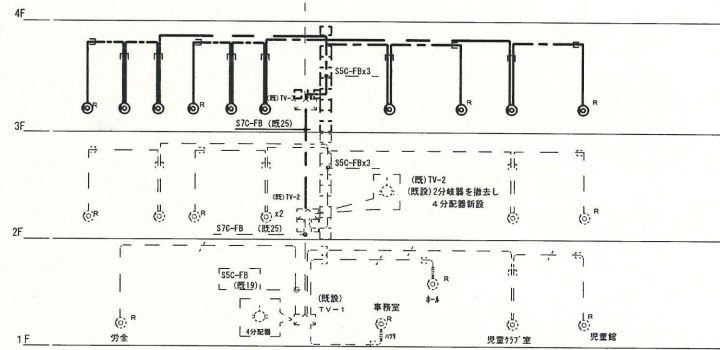 4F
S5C-FBx3
R R R R R R R
(既)TV-3
3F
S7C-FB (既25)
S5C-FBx3
(既)TV-2
(既設)2分岐器を撤去し
4分配器新設
(既)TV-2
R R x2 R R
2F
S7C-FB (既25)
S5C-FB
(既19)
(既設)
TV-1
R
ホール
事務室
R R R R
4分配器
ハウリ
労金
児童クラブ室
児童館
1F